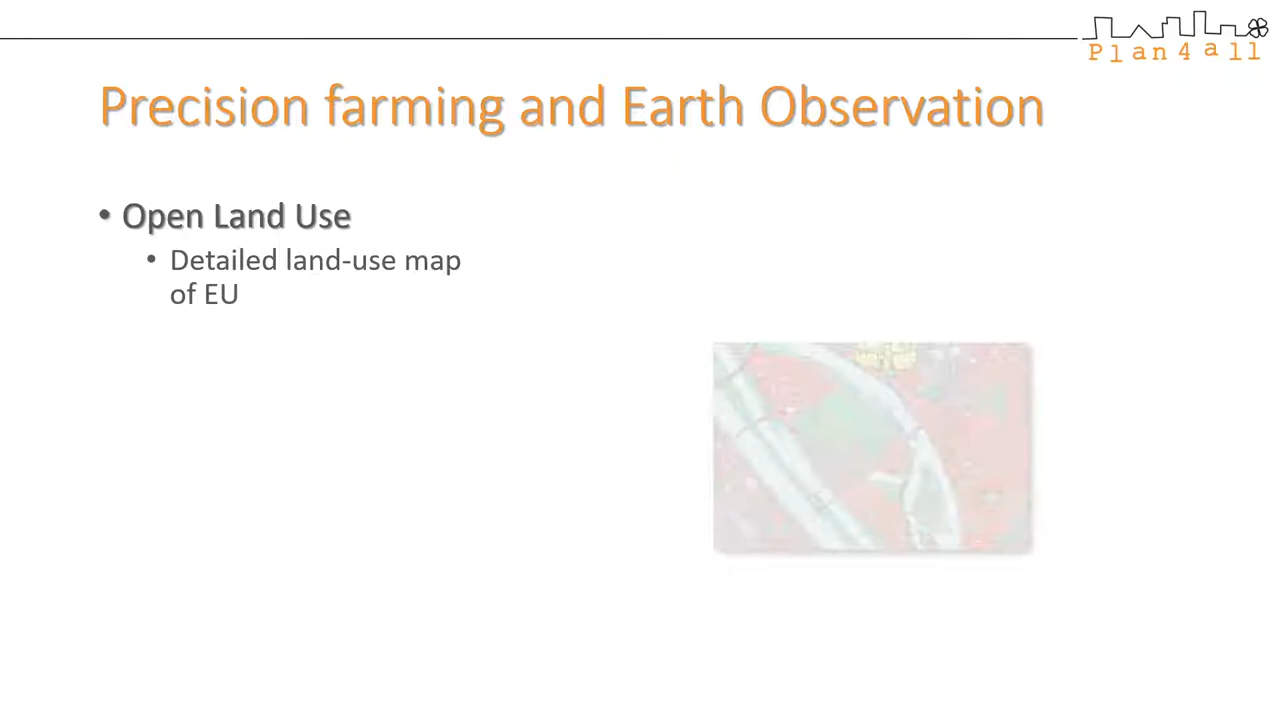 Plan4all
Precision farming and Earth Observation
• Open Land Use
• Detailed land-use map
of EU